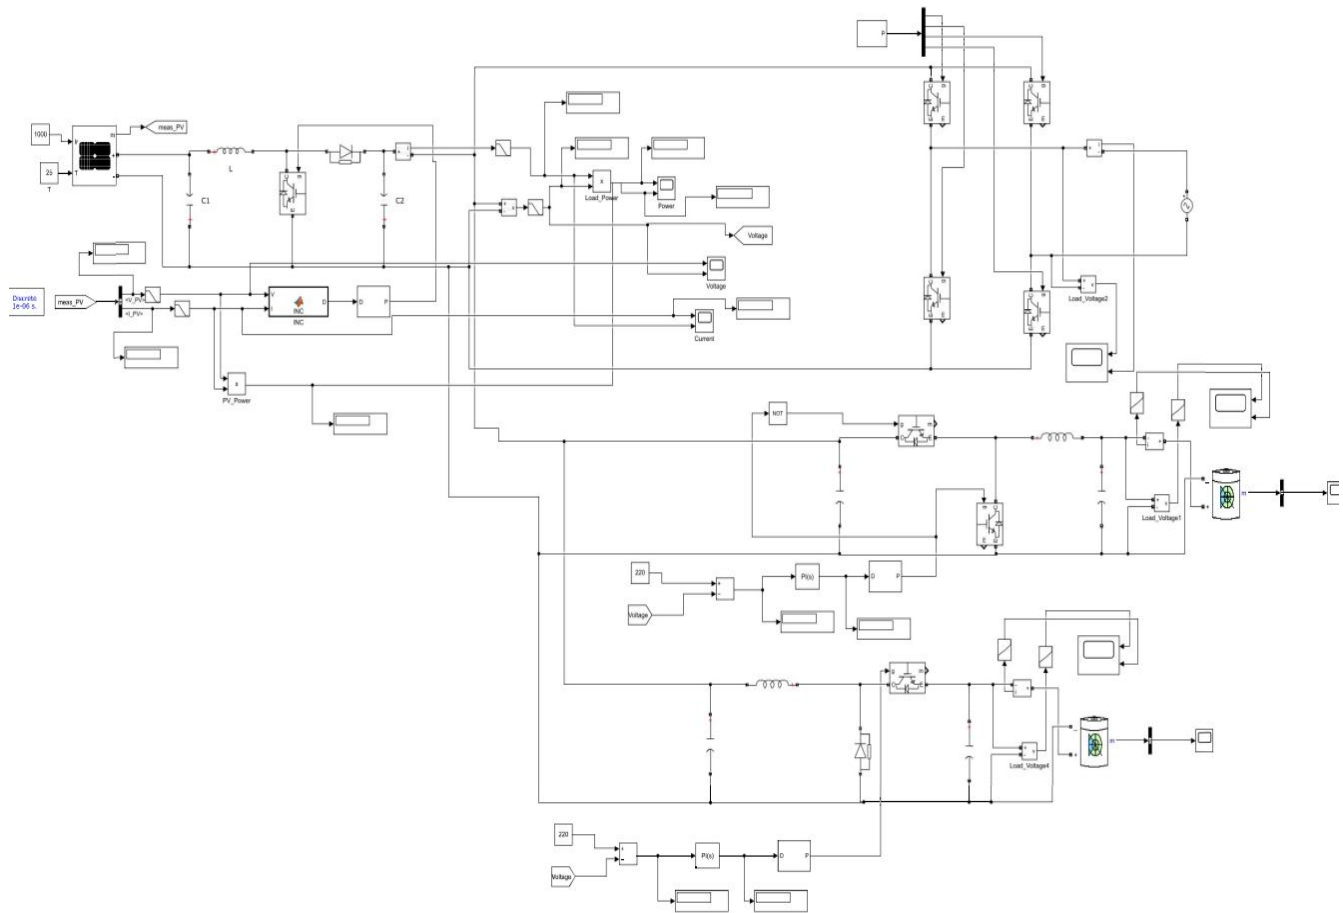 P
1000
Ir
m
meas_PV
25
T
T
L
C1
C2
Load_Power
Power
Voltage
Voltage
Discrete
1e-06 s.
meas_PV
<V_PV>
<I_PV>
V
I
D
INC
INC
D
P
Current
PV_Power
Load_Voltage2
NOT
Load_Voltage1
m
220
Voltage
PI(s)
D
P
Load_Voltage4
m
220
Voltage
PI(s)
D
P